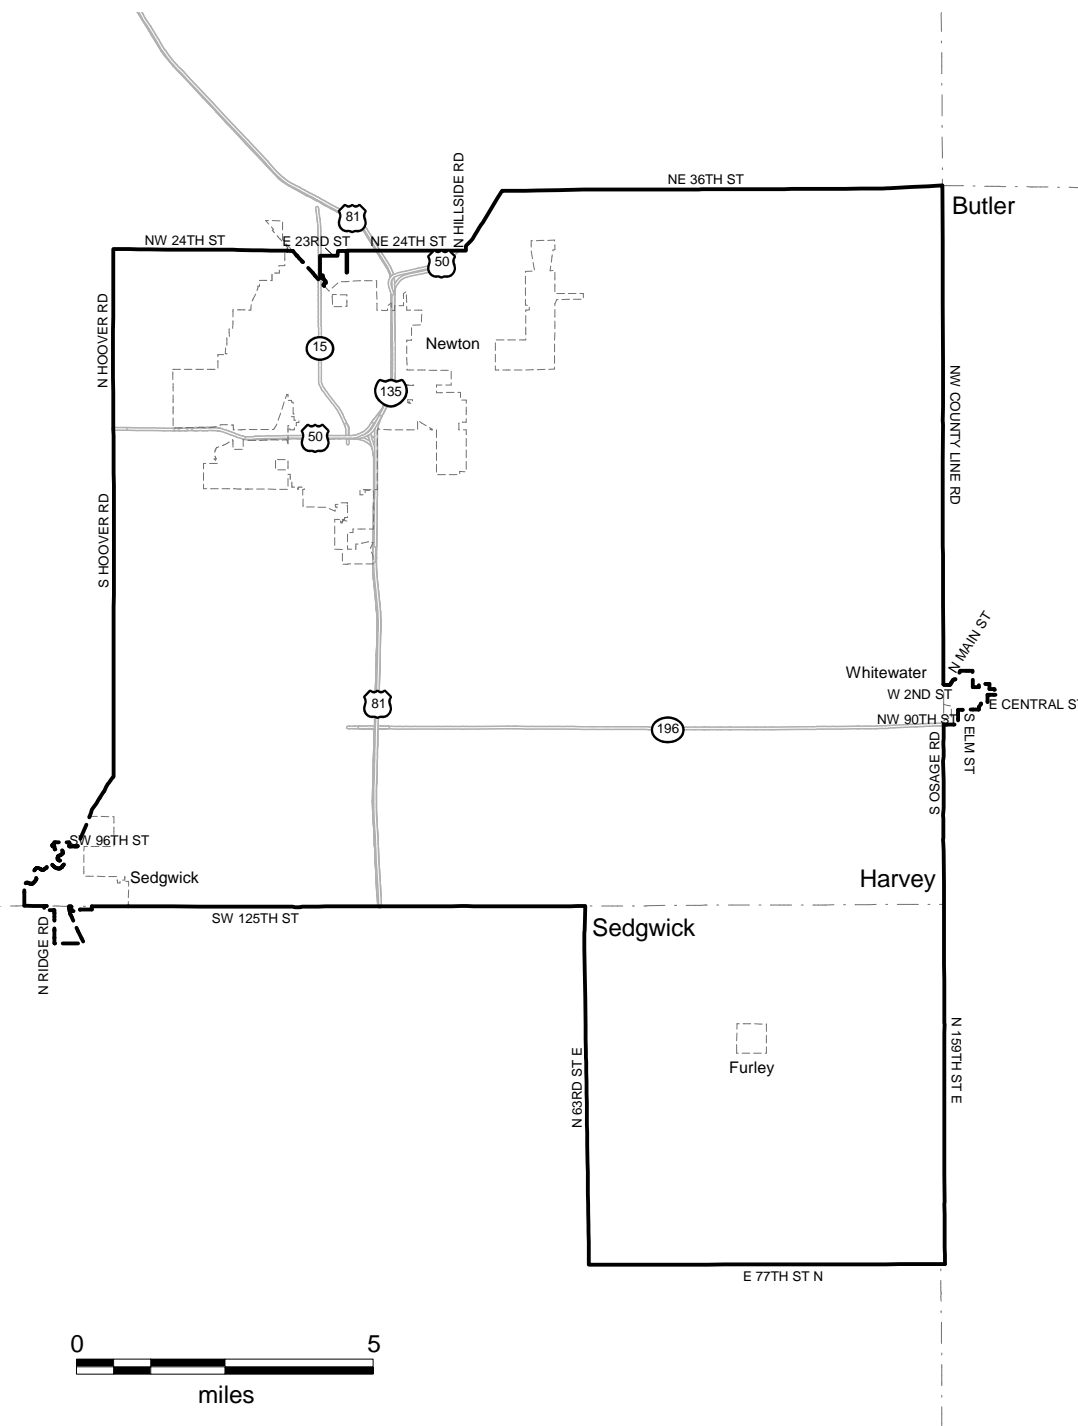 N HILLSIDE RD
NE 36TH ST
Butler
81
NW 24TH ST
E 23RD ST
NE 24TH ST
50
N HOOVER RD
15
Newton
135
NW COUNTY LINE RD
50
S HOOVER RD
N MAIN ST
Whitewater
W 2ND ST
E CENTRAL S
81
NW 90TH ST
196
S ELM ST
S OSAGE RD
SW 96TH ST
Sedgwick
Harvey
SW 125TH ST
Sedgwick
N RIDGE RD
N 63RD ST E
Furley
N 159TH ST E
E 77TH ST N
0 5
miles